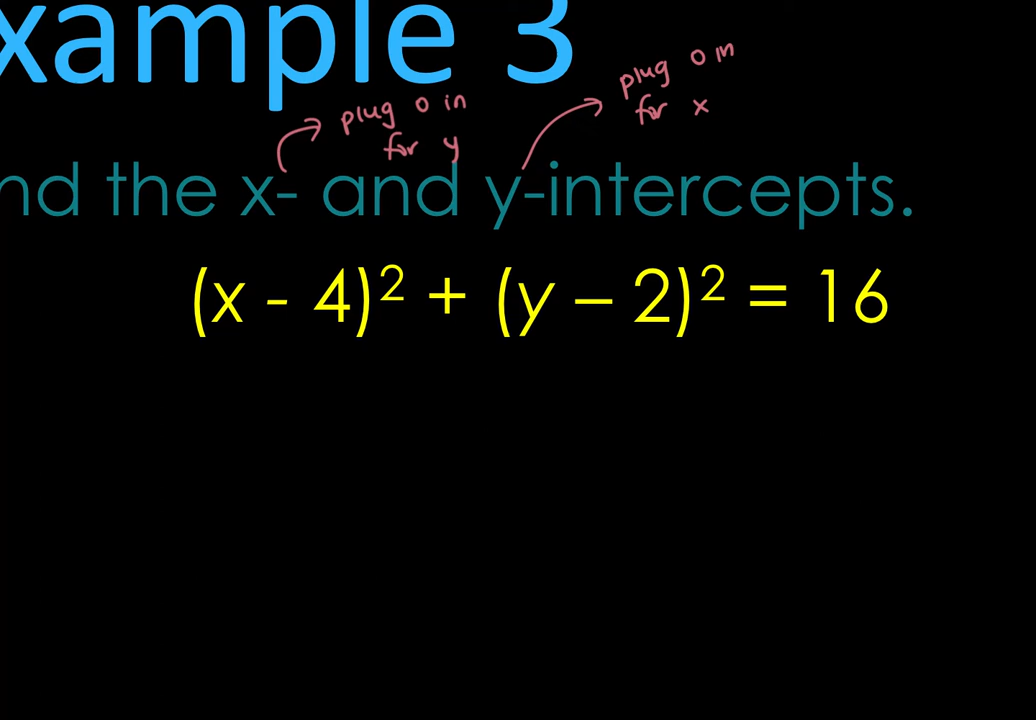 xample 3
plug 0 in
for x
plug 0 in
for y
nd the x- and y-intercepts.
(x - 4)² + (y – 2)² = 16